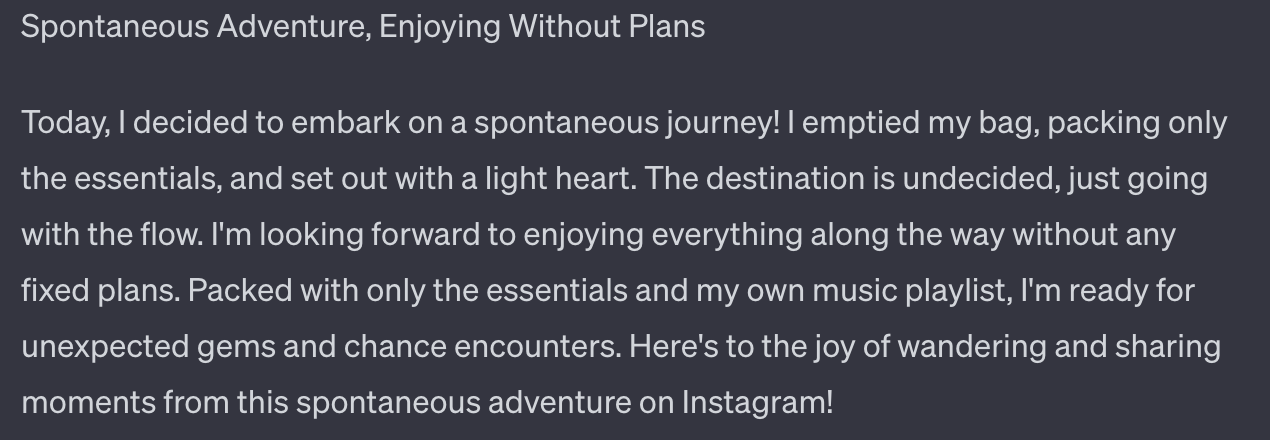 Spontaneous Adventure, Enjoying Without Plans
Today, I decided to embark on a spontaneous journey! I emptied my bag, packing only
the essentials, and set out with a light heart. The destination is undecided, just going
with the flow. I'm looking forward to enjoying everything along the way without any
fixed plans. Packed with only the essentials and my own music playlist, I'm ready for
unexpected gems and chance encounters. Here's to the joy of wandering and sharing
moments from this spontaneous adventure on Instagram!